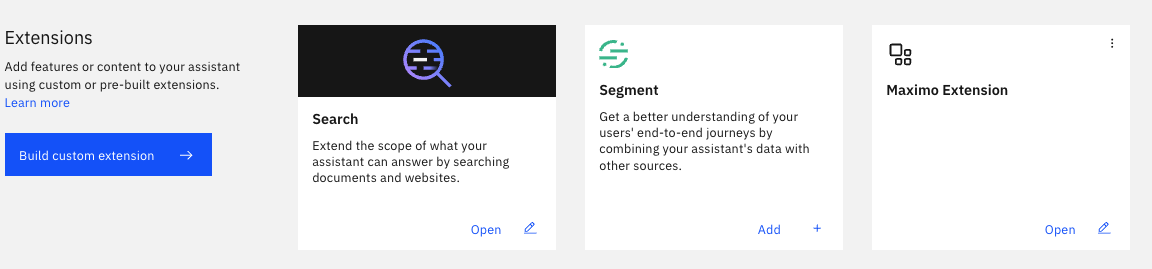 Extensions
Add features or content to your assistant
using custom or pre-built extensions.
Learn more
Build custom extension
Search
Extend the scope of what your
assistant can answer by searching
documents and websites.
Open
Segment
Get a better understanding of your
users' end-to-end journeys by
combining your assistant's data with
other sources.
Add
Maximo Extension
Open